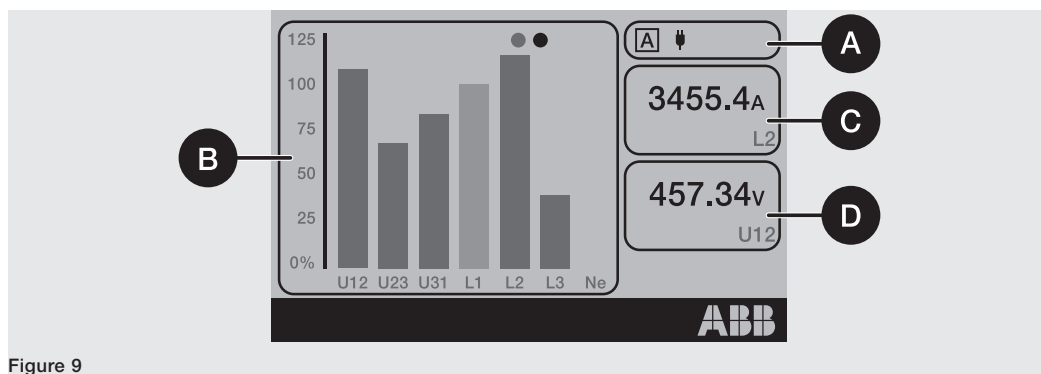 125
100
75
50
25
0%
U12 U23 U31 L1 L2 L3 Ne
B
A
A
3455.4A
L2
C
457.34V
U12
D
ABB
Figure 9